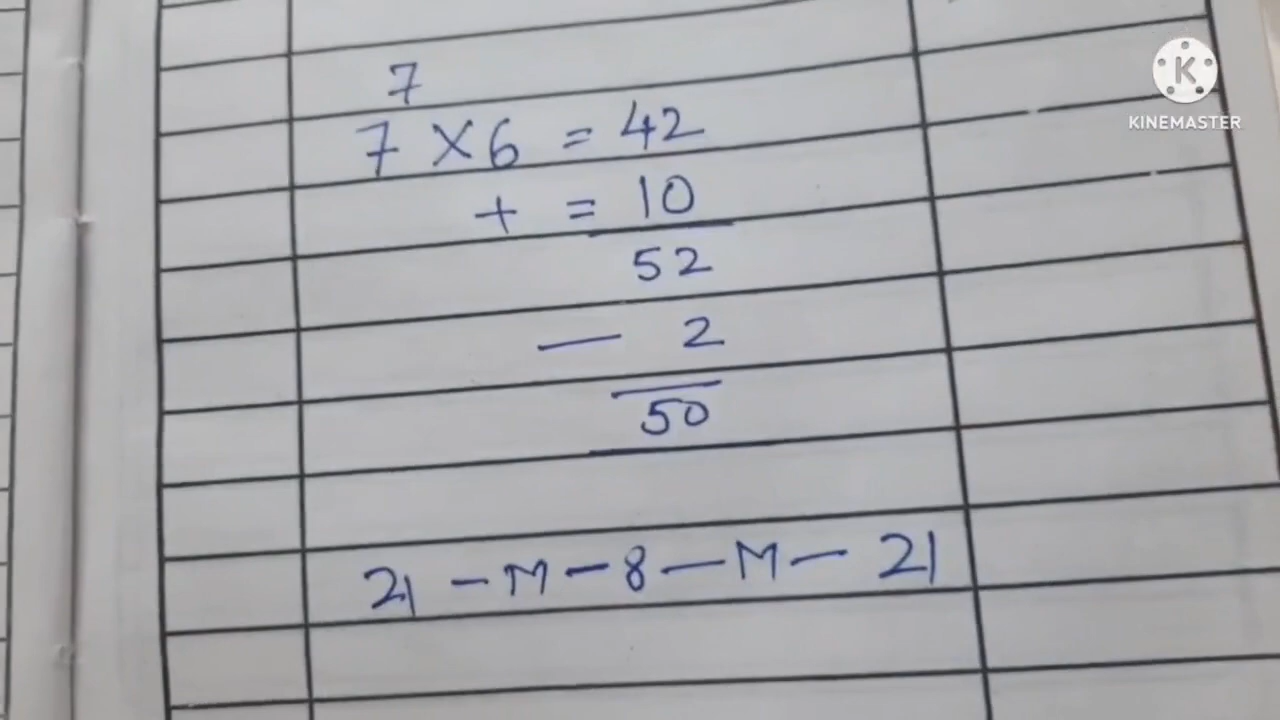 7
7 × 6 = 42
+ = 10
52
— 2
50
21 — M — 8 — M — 21
K
KINEMASTER